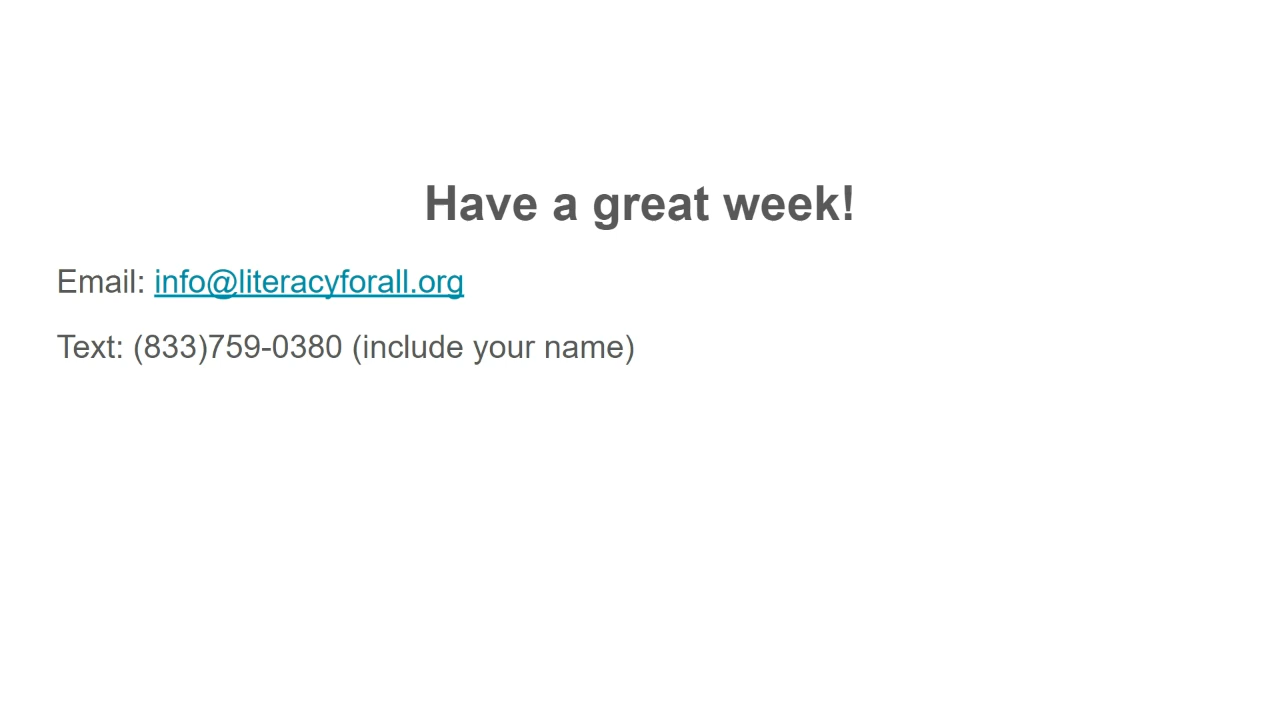 Have a great week!
Email: info@literacyforall.org
Text: (833)759-0380 (include your name)